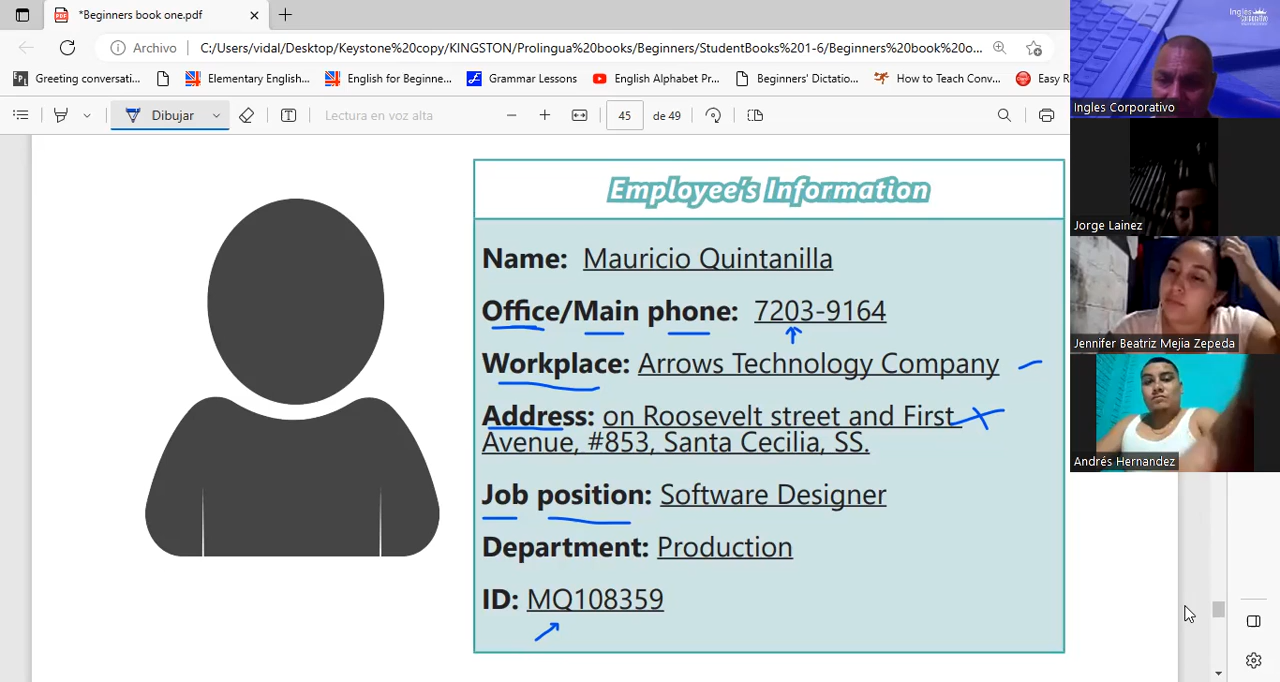 *Beginners book one.pdf
Archivo
C:/Users/vidal/Desktop/Keystone%20copy/KINGSTON/Prolingua%20books/Beginners/StudentBooks%201-6/Beginners%20book%20o...
Greeting conversati...
Elementary English...
English for Beginne...
Grammar Lessons
English Alphabet Pr...
Beginners' Dictatio...
How to Teach Conv...
Easy R
Dibujar
Lectura en voz alta
45
de 49
Employee's Information
Name: Mauricio Quintanilla
Office/Main phone: 7203-9164
Workplace: Arrows Technology Company
Address: on Roosevelt street and First
Avenue, #853, Santa Cecilia, SS.
Job position: Software Designer
Department: Production
ID: MQ108359
Inglés
Ingles Corporativo
Jorge Lainez
Jennifer Beatriz Mejia Zepeda
Andrés Hernandez